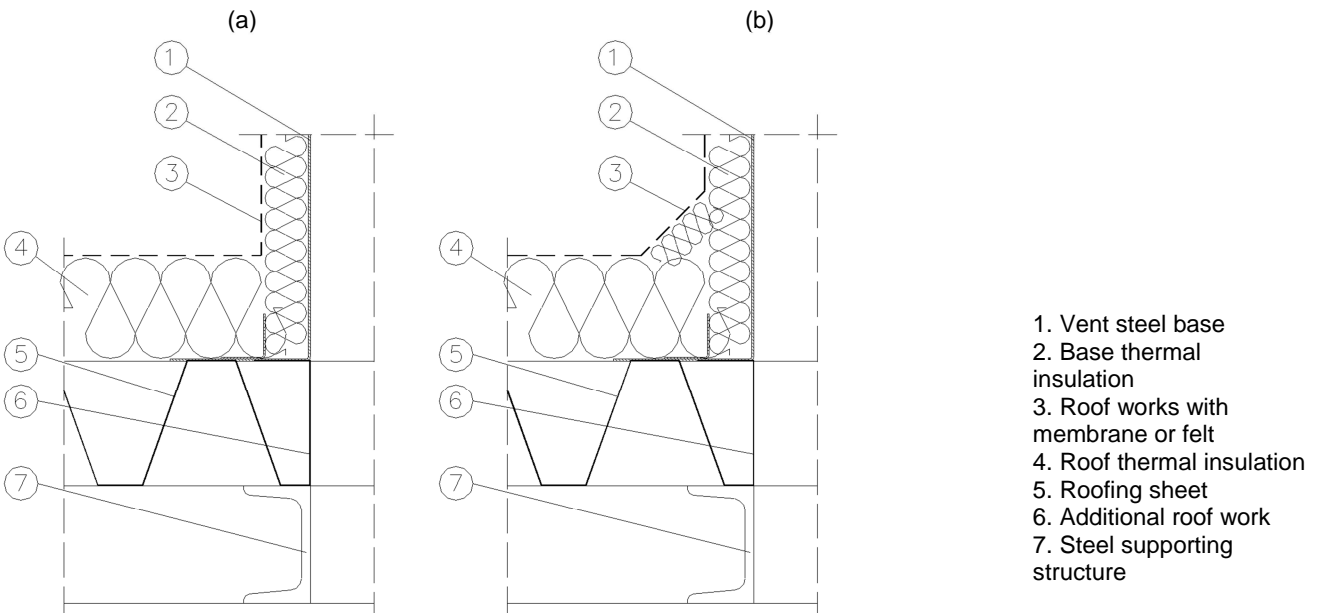 (a)
(b)
1
1
2
2
3
3
4
4
5
5
6
6
7
7
1. Vent steel base
2. Base thermal
insulation
3. Roof works with
membrane or felt
4. Roof thermal insulation
5. Roofing sheet
6. Additional roof work
7. Steel supporting
structure